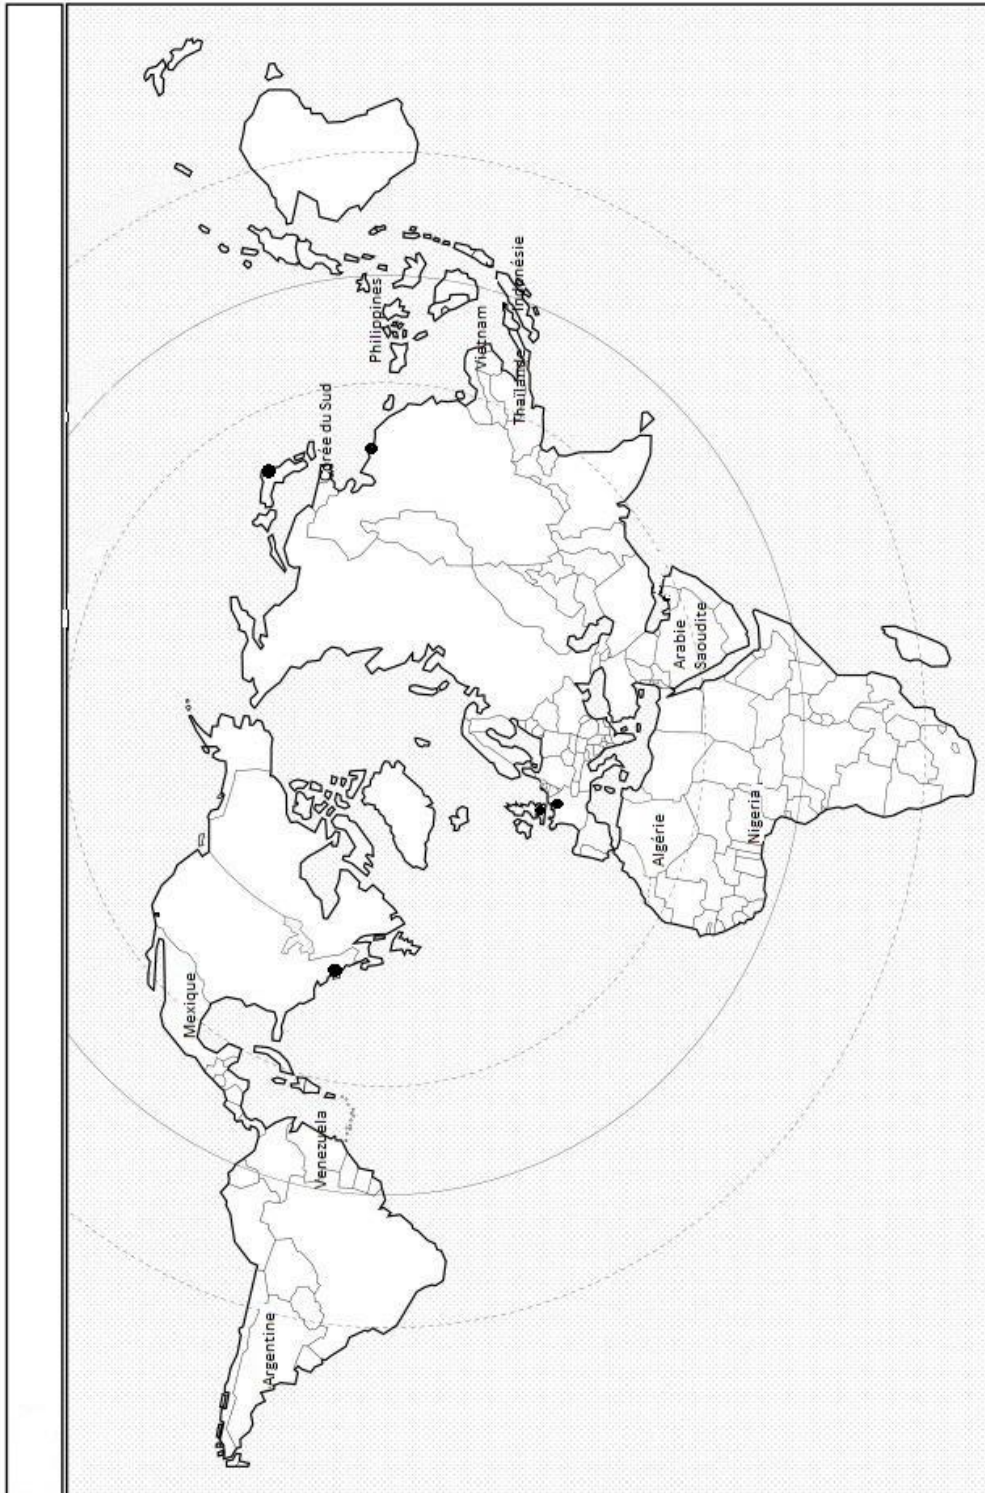 Mexique
Venezuela
Argentine
Algérie
Nigeria
Arabie
Saoudite
Corée du Sud
Philippines
Vietnam
Thaïlande
Indonésie